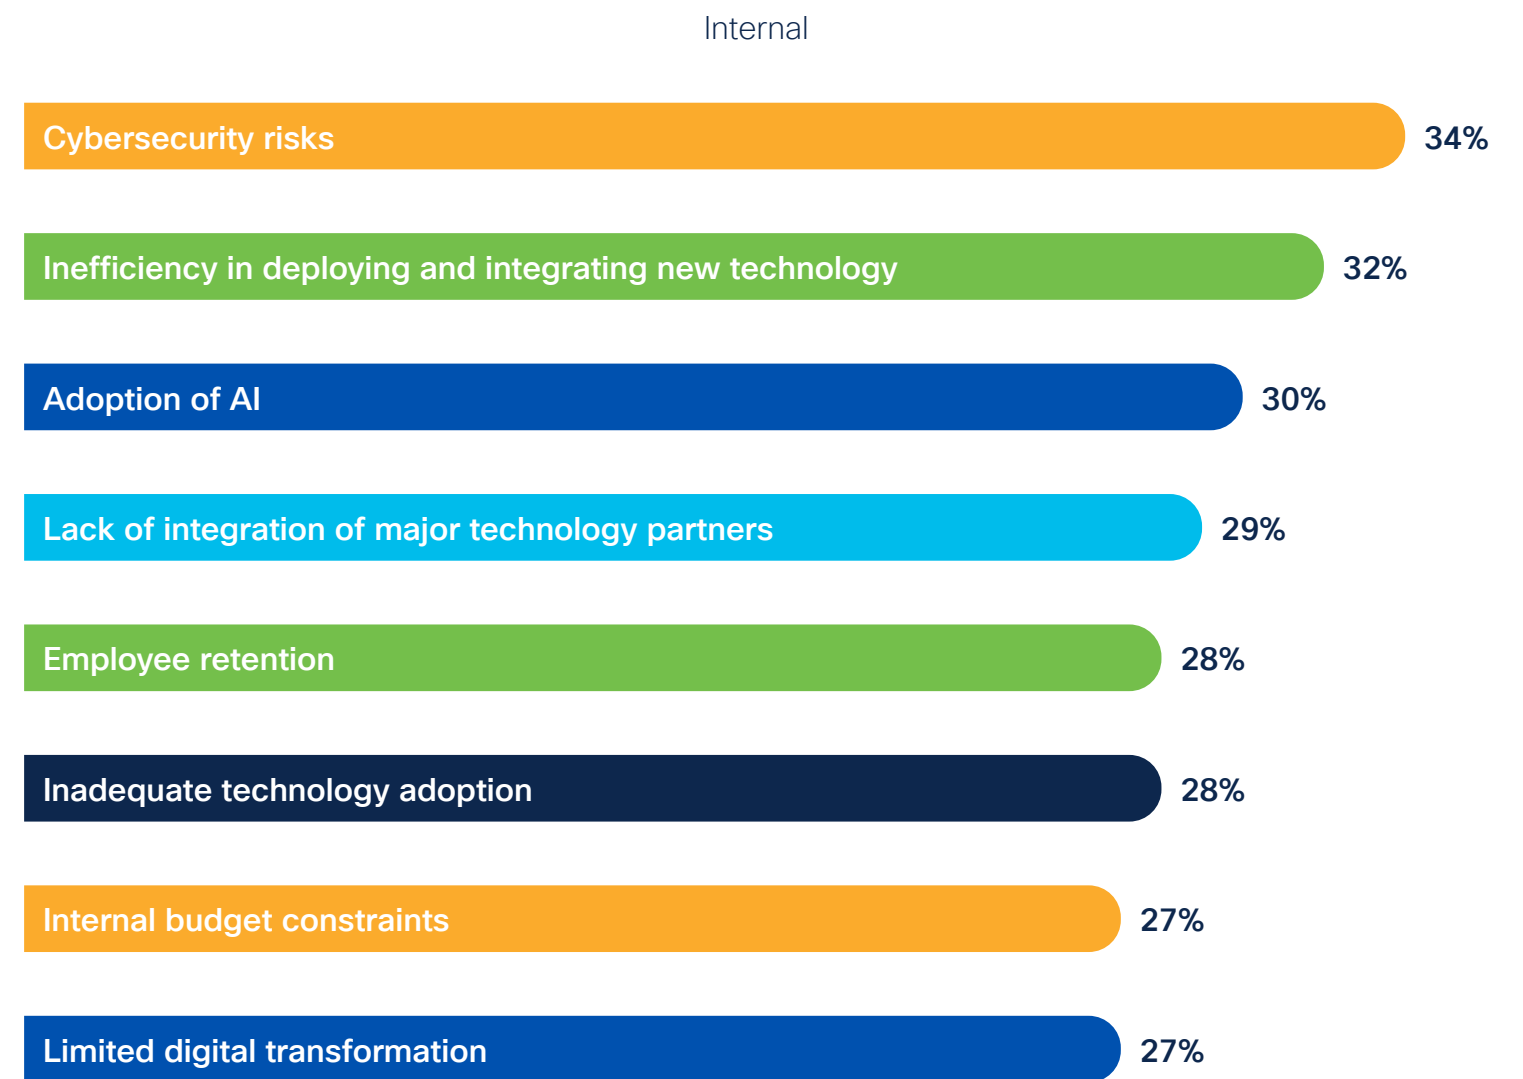 Internal
Cybersecurity risks 34%
Inefficiency in deploying and integrating new technology 32%
Adoption of AI 30%
Lack of integration of major technology partners 29%
Employee retention 28%
Inadequate technology adoption 28%
Internal budget constraints 27%
Limited digital transformation 27%